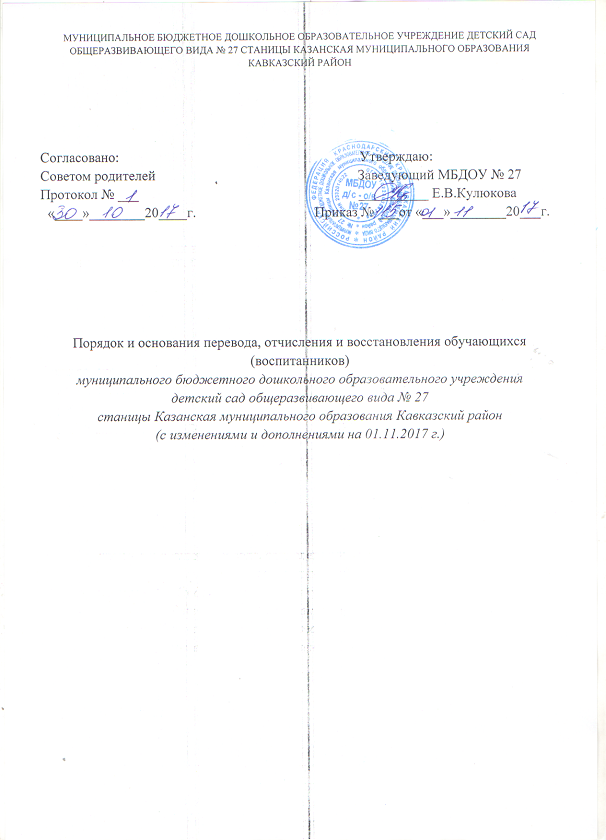 МУНИЦИПАЛЬНОЕ БЮДЖЕТНОЕ ДОШКОЛЬНОЕ ОБРАЗОВАТЕЛЬНОЕ УЧРЕЖДЕНИЕ ДЕТСКИЙ САД
ОБЩЕРАЗВИВАЮЩЕГО ВИДА № 27 СТАНИЦЫ КАЗАНСКАЯ МУНИЦИПАЛЬНОГО ОБРАЗОВАНИЯ
КАВКАЗСКИЙ РАЙОН
Согласовано: Утверждаю:
Советом родителей Заведующий МБДОУ № 27
Протокол № 1 Е.В.Кулюкова
«30» 10 2017 г. Приказ № от «01» 11 2017 г.
МБДОУ
д/с - о/в
№ 27
Порядок и основания перевода, отчисления и восстановления обучающихся
(воспитанников)
муниципального бюджетного дошкольного образовательного учреждения
детский сад общеразвивающего вида № 27
станицы Казанская муниципального образования Кавказский район
(с изменениями и дополнениями на 01.11.2017 г.)